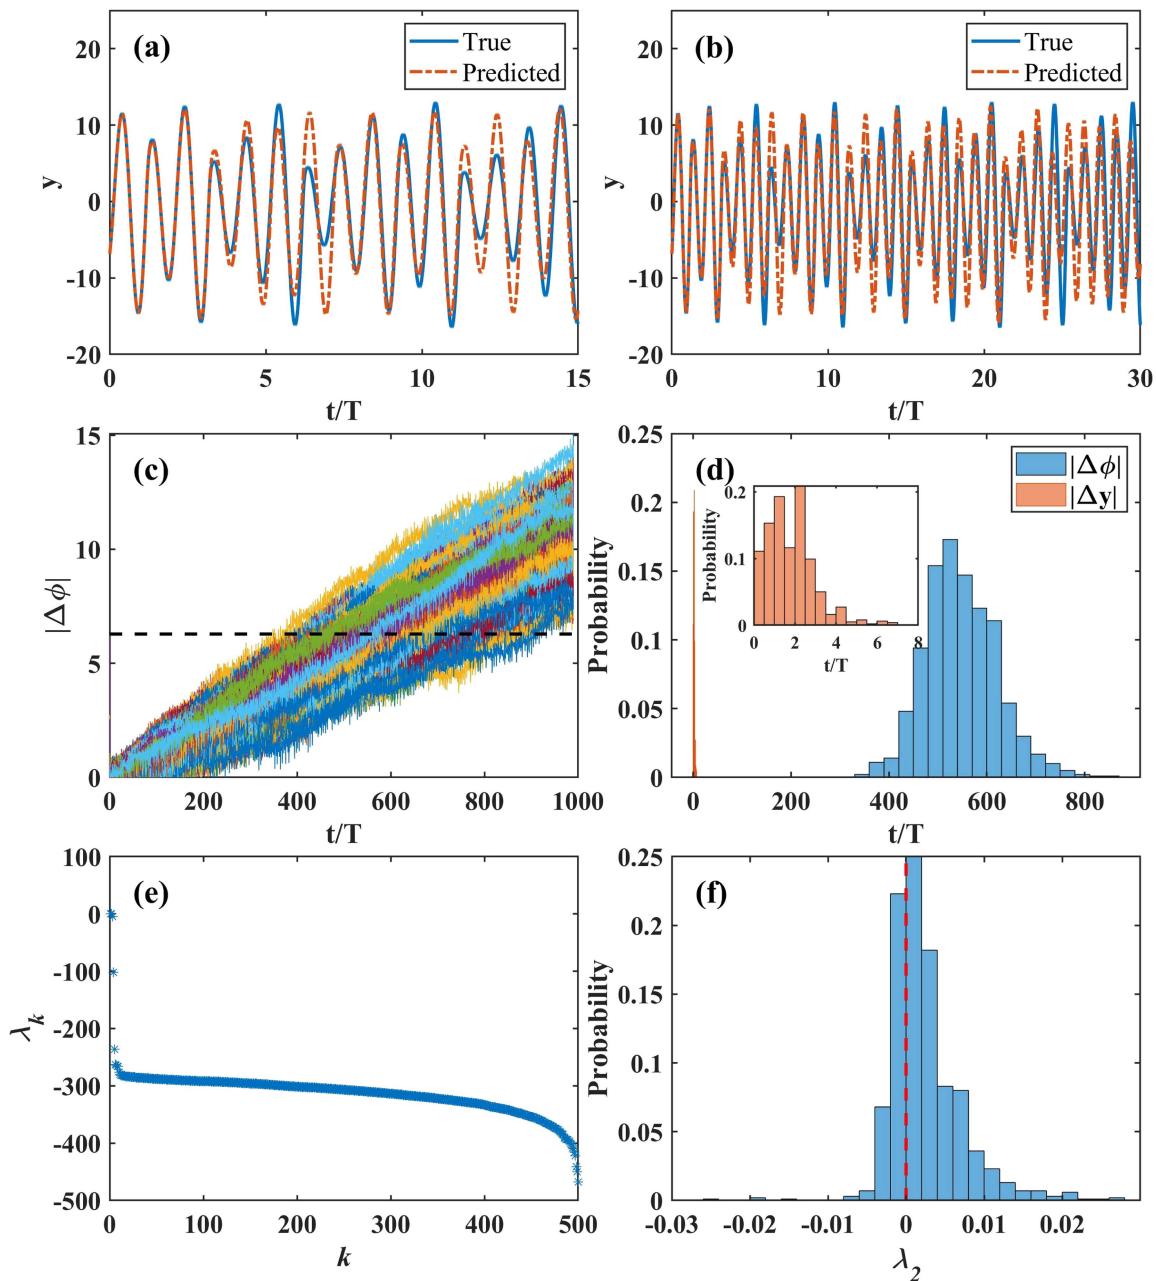 (a)
True
Predicted
y
20
10
0
-10
-20
0
5
10
15
t/T
(b)
True
Predicted
y
20
10
0
-10
-20
0
10
20
30
t/T
(c)
|Δϕ|
15
10
5
0
0
200
400
600
800
1000
t/T
(d)
|Δϕ|
|Δy|
Probability
0.25
0.2
0.15
0.1
0.05
0
0
200
400
600
800
t/T
Probability
0.2
0.1
0
0
2
4
6
8
t/T
(e)
λk
100
0
-100
-200
-300
-400
-500
0
100
200
300
400
500
k
(f)
Probability
0.25
0.2
0.15
0.1
0.05
0
-0.03
-0.02
-0.01
0
0.01
0.02
λ2